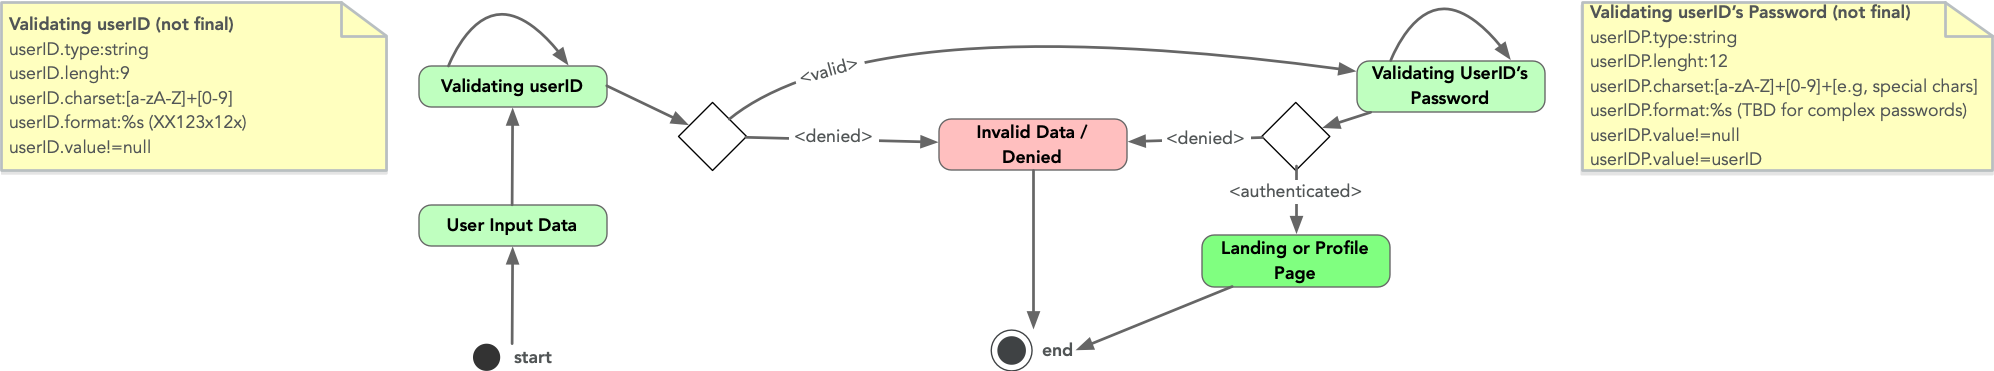 Validating userID (not final)
userID.type:string
userID.lenght:9
userID.charset:[a-zA-Z]+[0-9]
userID.format:%s (XX123x12x)
userID.value!=null
Validating userID
User Input Data
start
<valid>
<denied>
Invalid Data /
Denied
<denied>
end
Validating UserID's
Password
<authenticated>
Landing or Profile
Page
Validating userID's Password (not final)
userIDP.type:string
userIDP.lenght:12
userIDP.charset:[a-zA-Z]+[0-9]+[e.g, special chars]
userIDP.format:%s (TBD for complex passwords)
userIDP.value!=null
userIDP.value!=userID